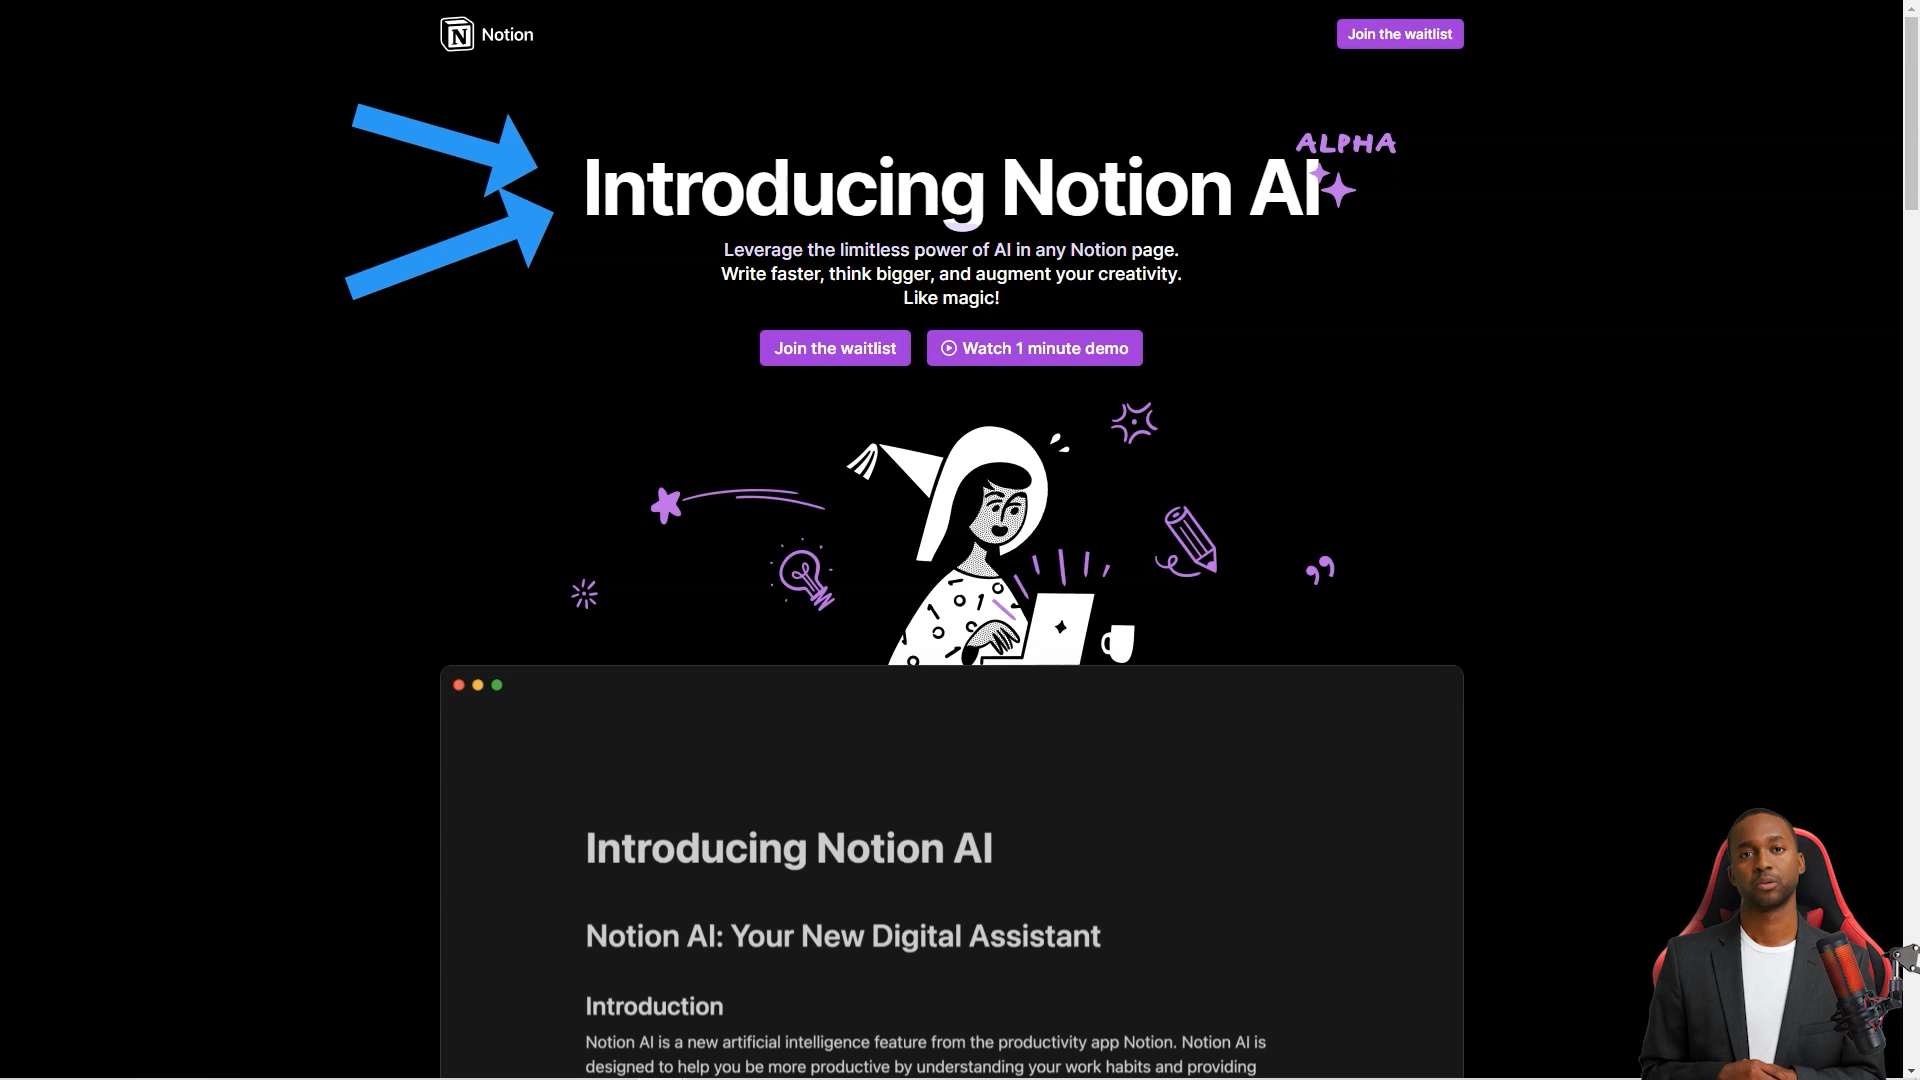 Notion
Join the waitlist
ALPHA
Introducing Notion AI
Leverage the limitless power of AI in any Notion page.
Write faster, think bigger, and augment your creativity.
Like magic!
Join the waitlist
Watch 1 minute demo
Introducing Notion AI
Notion AI: Your New Digital Assistant
Introduction
Notion AI is a new artificial intelligence feature from the productivity app Notion. Notion AI is
designed to help you be more productive by understanding your work habits and providing